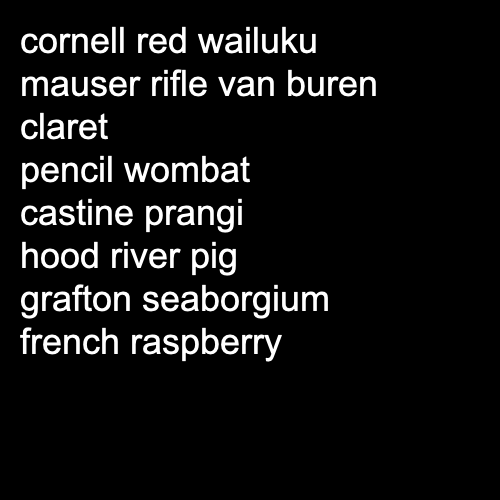 cornell red wailuku
mauser rifle van buren
claret
pencil wombat
castine prangi
hood river pig
grafton seaborgium
french raspberry